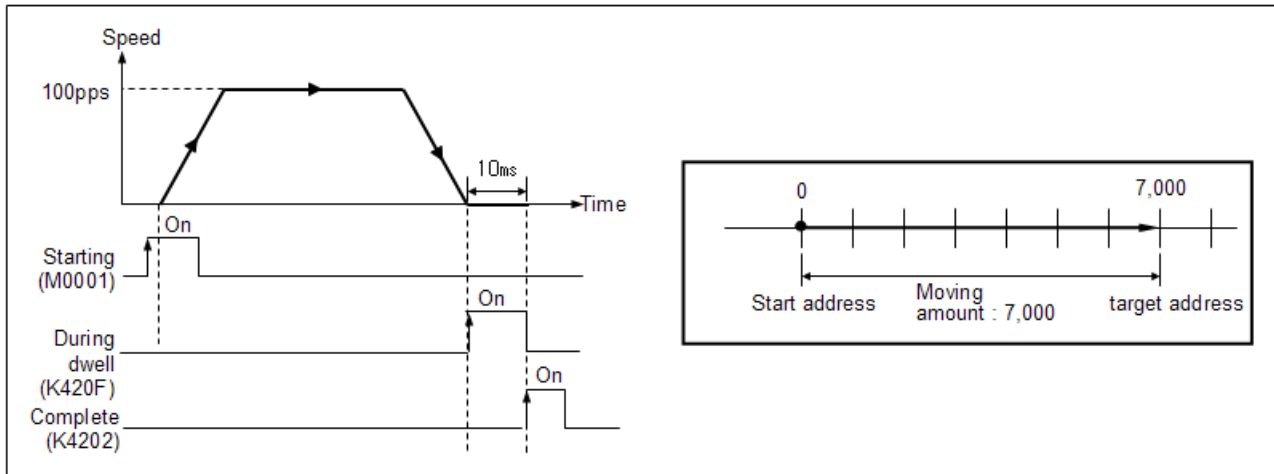 Speed
100pps
10ms
Time
On
Starting
(M0001)
On
During
dwell
(K420F)
On
Complete
(K4202)
0
7,000
Start address
Moving
amount : 7,000
target address